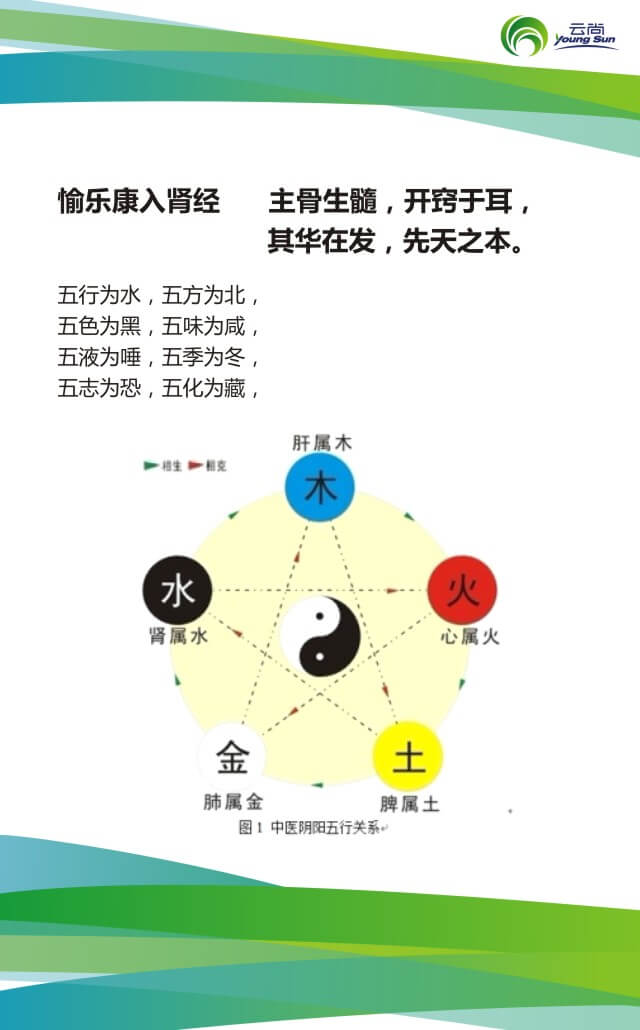 云尚
Young Sun
愉乐康入肾经 主骨生髓，开窍于耳，
其华在发，先天之本。
五行为水，五方为北，
五色为黑，五味为咸，
五液为唾，五季为冬，
五志为恐，五化为藏，
肝属木
相生 相克
木
水
火
肾属水
心属火
金
土
肺属金
脾属土
图1 中医阴阳五行关系